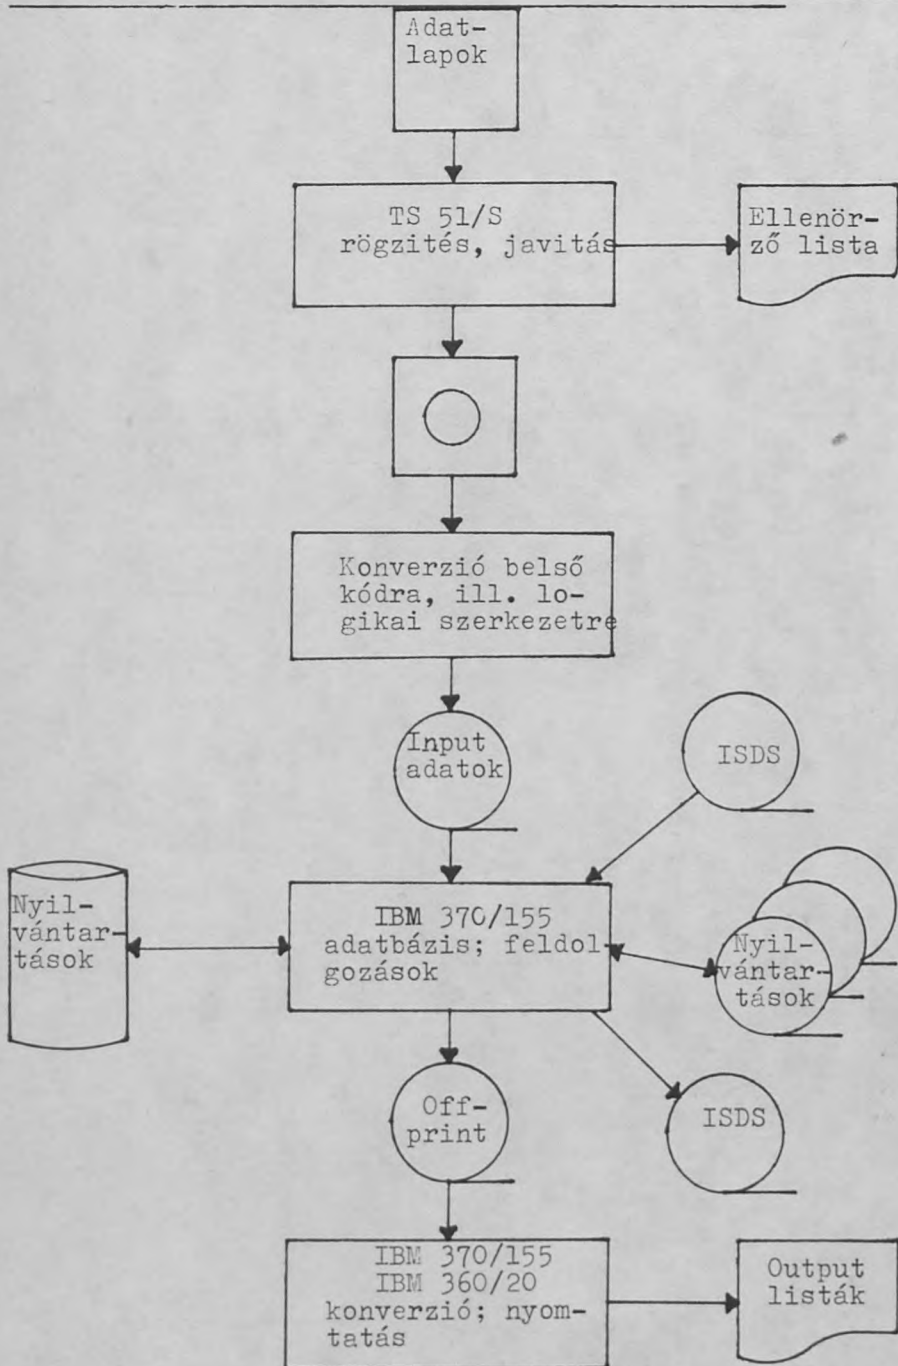 Adat-
lapok
TS 51/S
rögzités, javitás
Ellenőr-
ző lista
Konverzió belső
kódra, ill. lo-
gikai szerkezetre
Input
adatok
ISDS
Nyil-
vántar-
tások
IBM 370/155
adatbázis; feldol-
gozások
Nyil-
vántar-
tások
Off-
print
ISDS
IBM 370/155
IBM 360/20
konverzió; nyom-
tatás
Output
listák